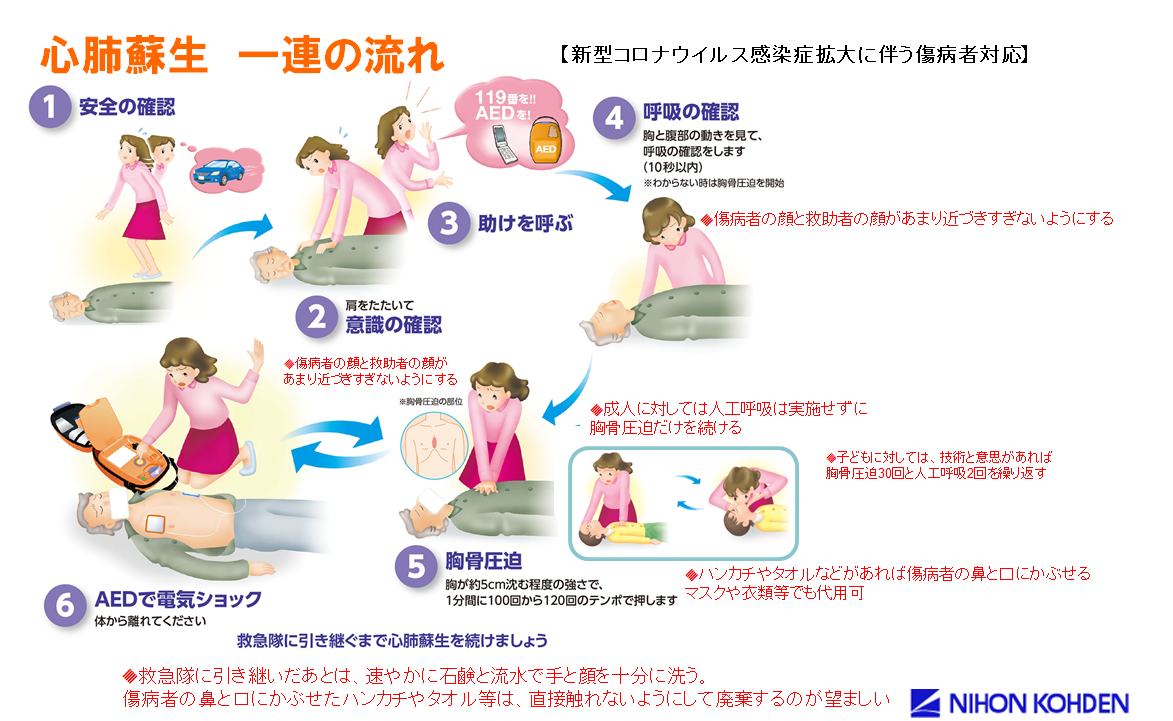 心肺蘇生 一連の流れ
【新型コロナウイルス感染症拡大に伴う傷病者対応】
1 安全の確認
119番を!!
AEDを!
AED
2 肩をたたいて
意識の確認
◆傷病者の顔と救助者の顔が
あまり近づきすぎないようにする
3 助けを呼ぶ
4 呼吸の確認
胸と腹部の動きを見て、
呼吸の確認をします
(10秒以内)
※わからない時は胸骨圧迫を開始
◆傷病者の顔と救助者の顔があまり近づきすぎないようにする
※胸骨圧迫の部位
◆成人に対しては人工呼吸は実施せずに
胸骨圧迫だけを続ける
◆子どもに対しては、技術と意思があれば
胸骨圧迫30回と人工呼吸2回を繰り返す
5 胸骨圧迫
胸が約5cm沈む程度の強さで、
1分間に100回から120回のテンポで押します
◆ハンカチやタオルなどがあれば傷病者の鼻と口にかぶせる
マスクや衣類等でも代用可
6 AEDで電気ショック
体から離れてください
救急隊に引き継ぐまで心肺蘇生を続けましょう
◆救急隊に引き継いだあとは、速やかに石鹸と流水で手と顔を十分に洗う。
傷病者の鼻と口にかぶせたハンカチやタオル等は、直接触れないようにして廃棄するのが望ましい
NIHON KOHDEN